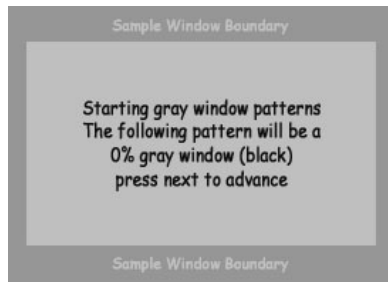 Sample Window Boundary
Starting gray window patterns
The following pattern will be a
0% gray window (black)
press next to advance
Sample Window Boundary